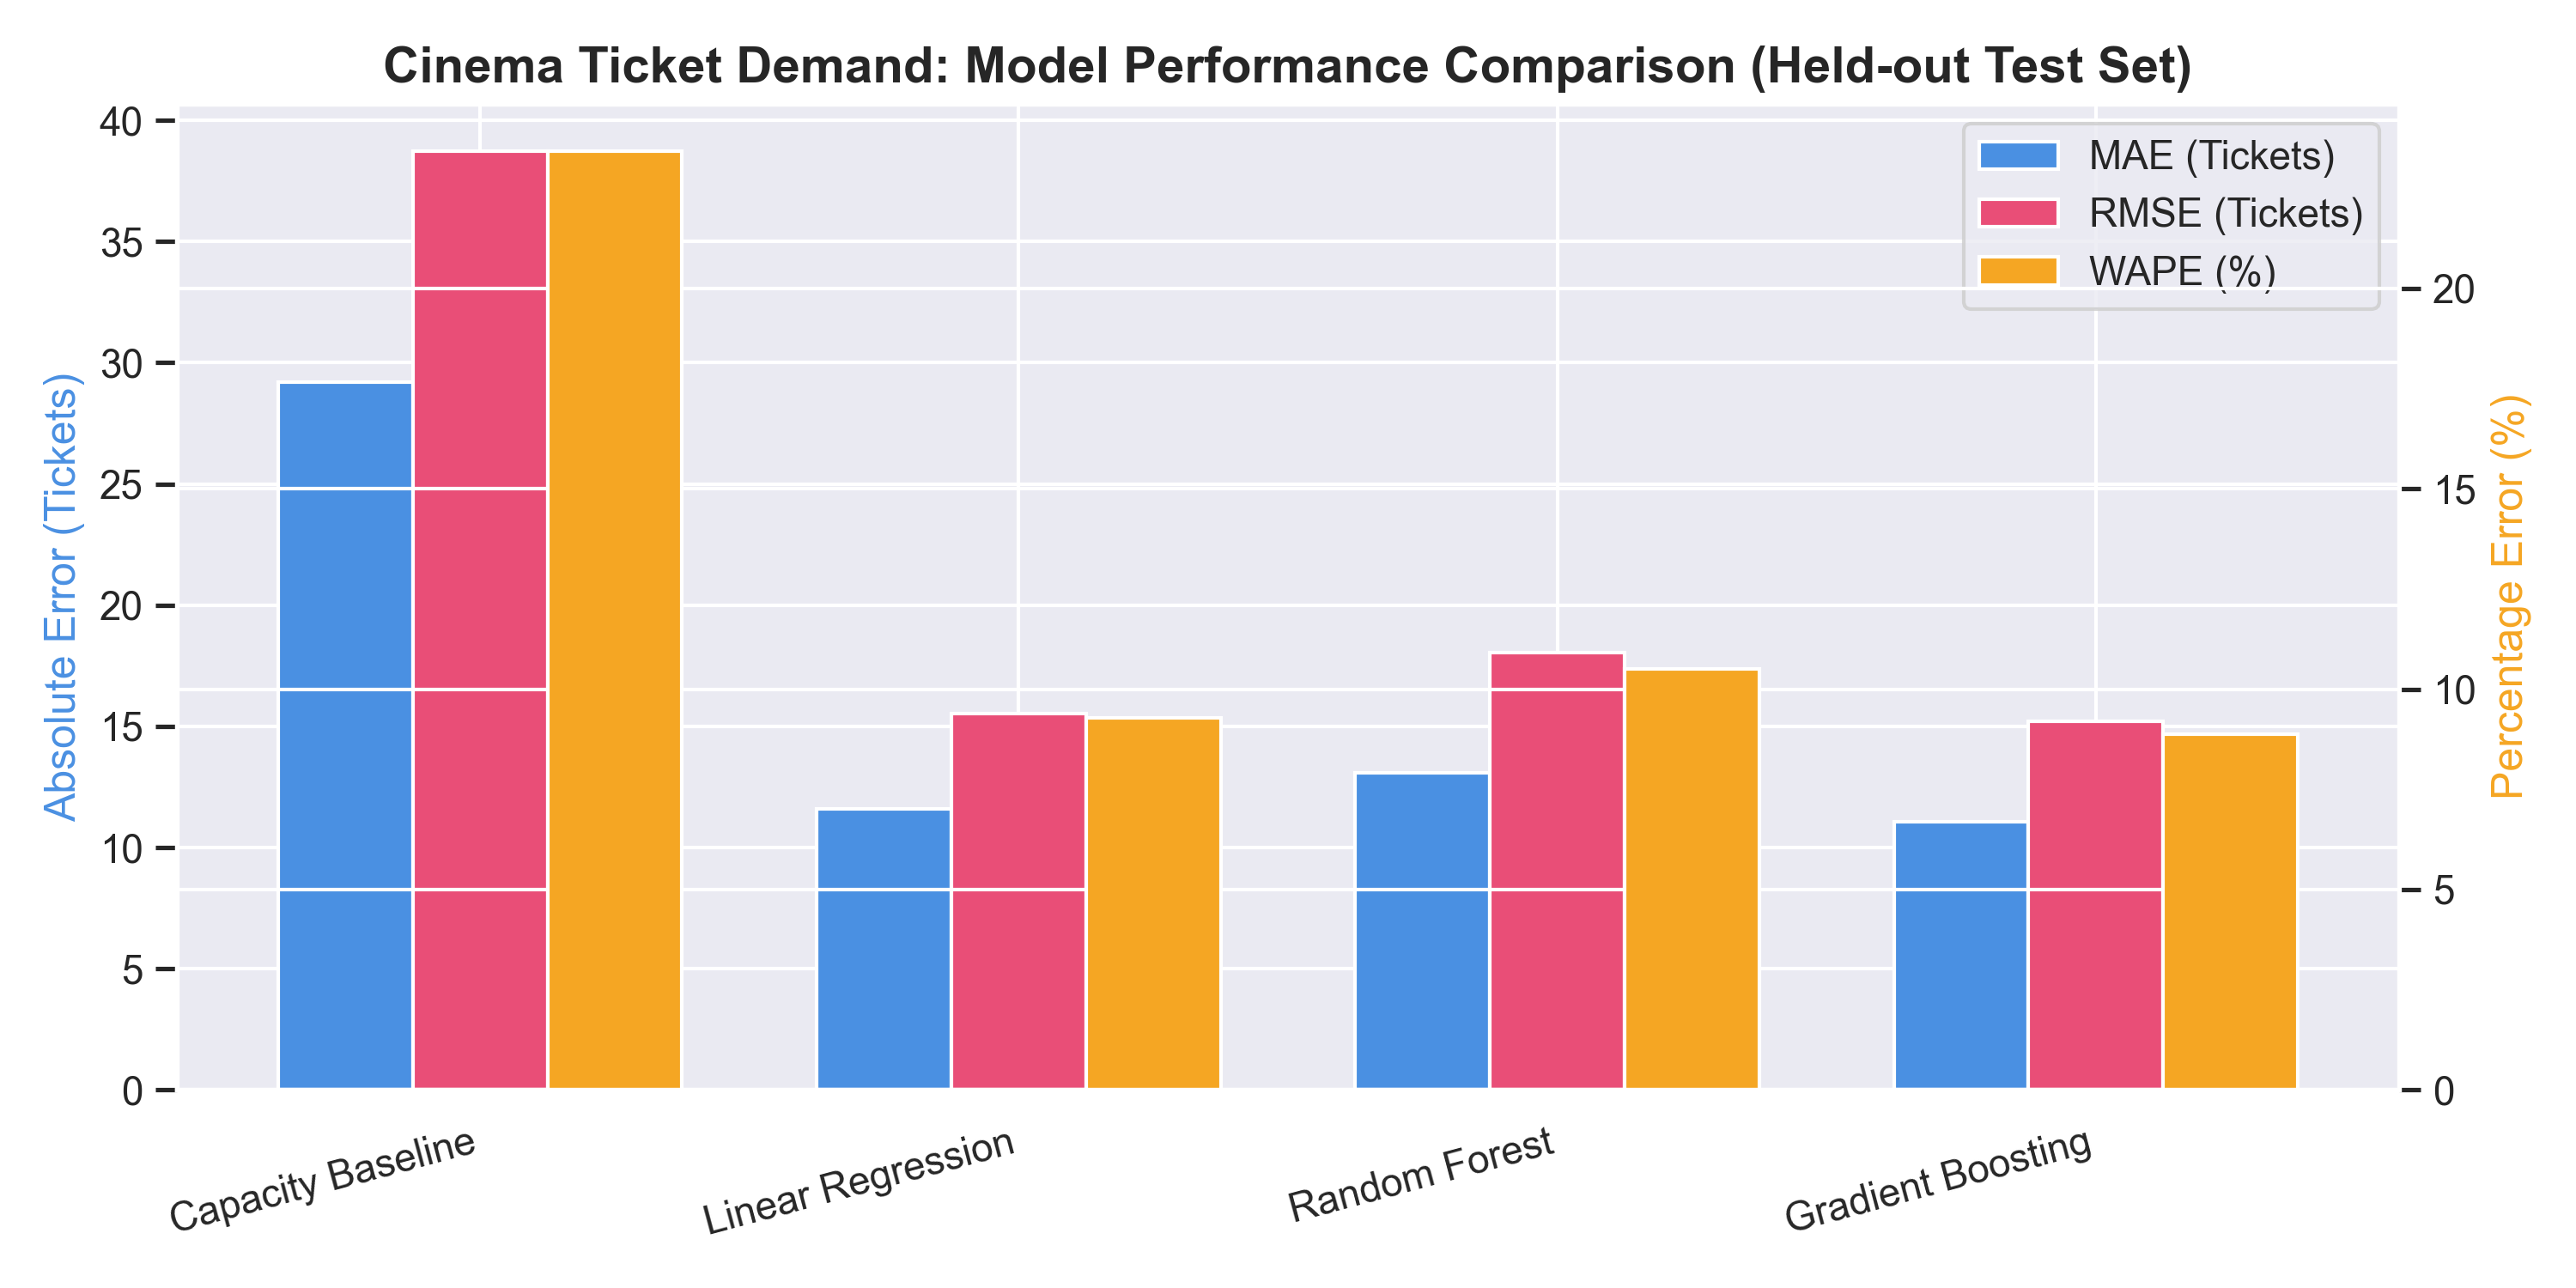 Cinema Ticket Demand: Model Performance Comparison (Held-out Test Set)
MAE (Tickets)
RMSE (Tickets)
WAPE (%)
Absolute Error (Tickets)
40
35
30
25
20
15
10
5
0
Percentage Error (%)
20
15
10
5
0
Capacity Baseline
Linear Regression
Random Forest
Gradient Boosting